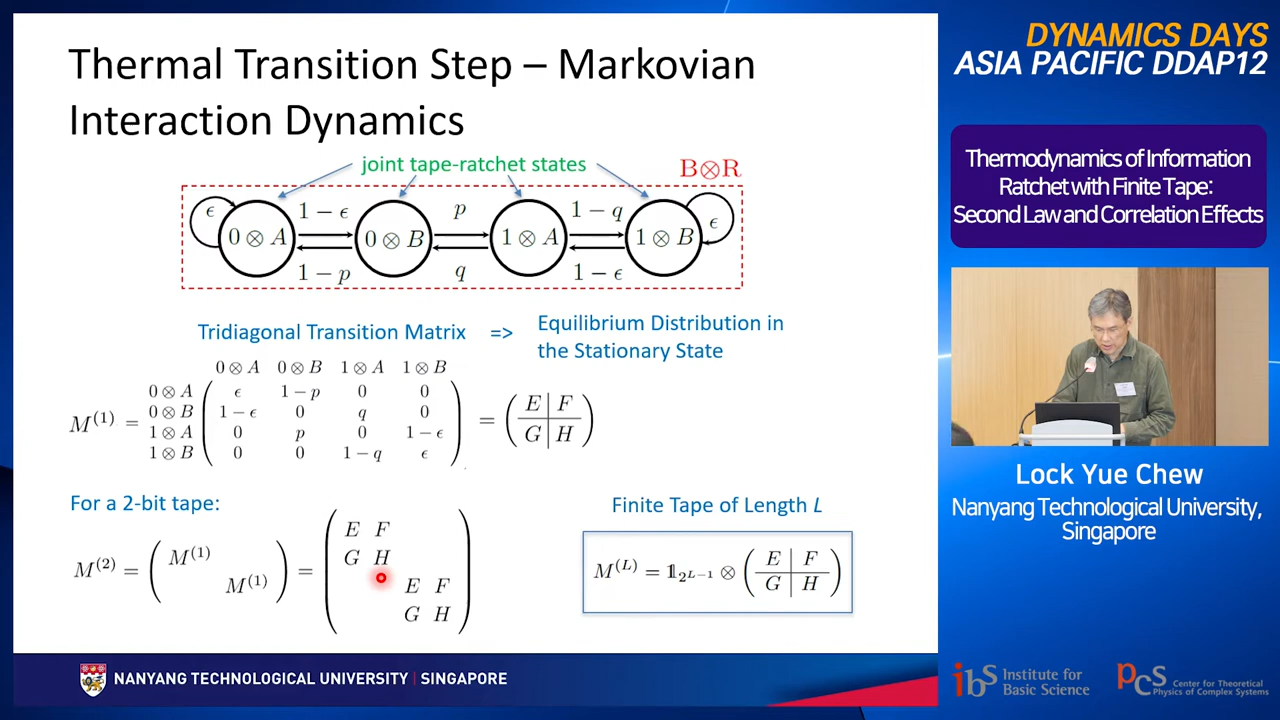 Thermal Transition Step – Markovian
Interaction Dynamics
joint tape-ratchet states
B⊗R
ϵ
0 ⊗ A
1 − ϵ
1 − p
0 ⊗ B
p
q
1 ⊗ A
1 − q
1 − ϵ
1 ⊗ B
ϵ
Tridiagonal Transition Matrix => Equilibrium Distribution in
the Stationary State
0 ⊗ A 0 ⊗ B 1 ⊗ A 1 ⊗ B
0 ⊗ A ϵ 1 − p 0 0
0 ⊗ B 1 − ϵ 0 q 0
M(1) = = ( E F
G H )
1 ⊗ A 0 p 0 1 − ϵ
1 ⊗ B 0 0 1 − q ϵ
For a 2-bit tape:
M(2) = ( M(1)
M(1) ) =
E F
G H
E F
G H
Finite Tape of Length L
M(L) = 𝟙2L−1 ⊗ ( E F
G H )
NANYANG TECHNOLOGICAL UNIVERSITY | SINGAPORE
DYNAMICS DAYS
ASIA PACIFIC DDAP12
Thermodynamics of Information
Ratchet with Finite Tape:
Second Law and Correlation Effects
Lock Yue Chew
Nanyang Technological University,
Singapore
ibS Institute for
Basic Science
PCS Center for Theoretical
Physics of Complex Systems